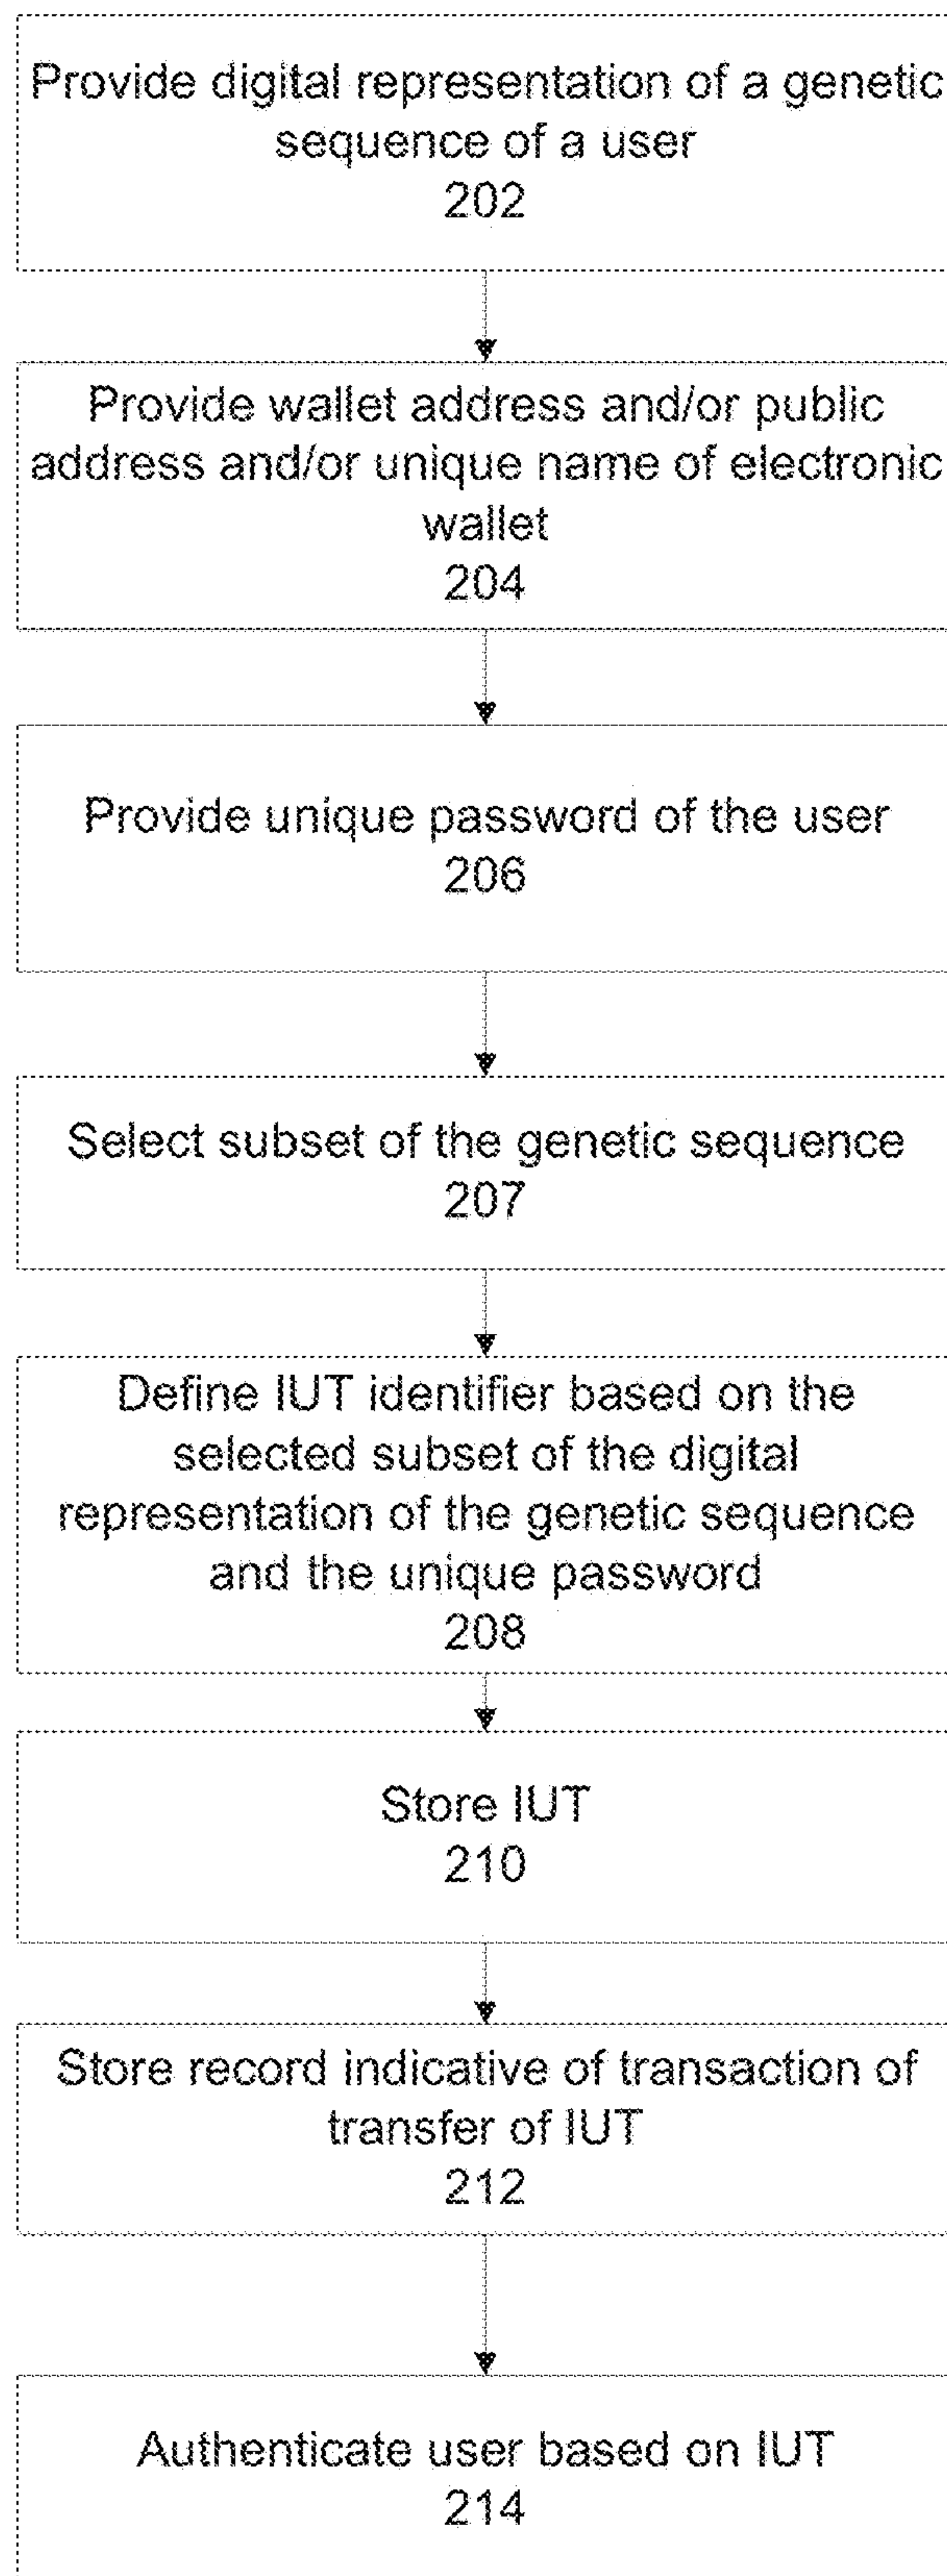 Provide digital representation of a genetic
sequence of a user
202
Provide wallet address and/or public
address and/or unique name of electronic
wallet
204
Provide unique password of the user
206
Select subset of the genetic sequence
207
Define IUT identifier based on the
selected subset of the digital
representation of the genetic sequence
and the unique password
208
Store IUT
210
Store record indicative of transaction of
transfer of IUT
212
Authenticate user based on IUT
214